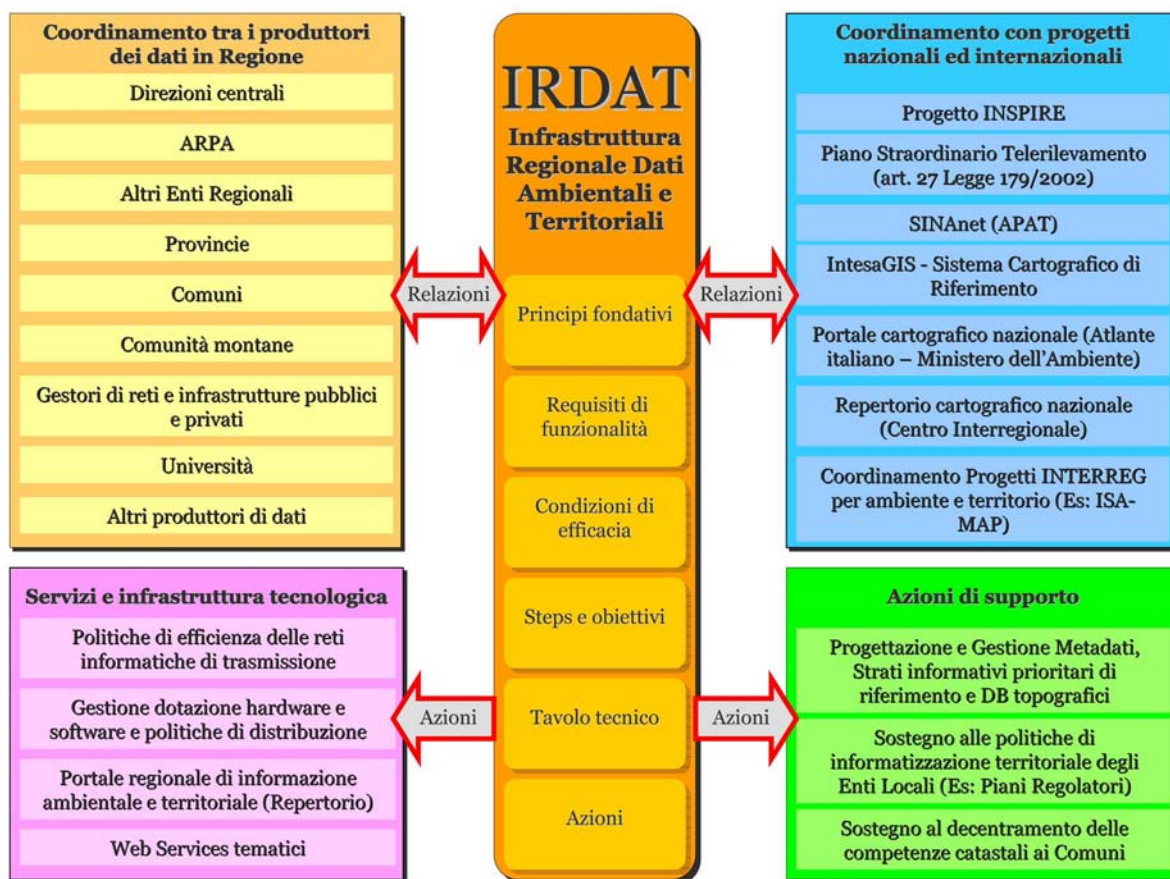 Coordinamento tra i produttori
dei dati in Regione
Direzioni centrali
ARPA
Altri Enti Regionali
Provincie
Comuni
Comunità montane
Gestori di reti e infrastrutture pubblici
e privati
Università
Altri produttori di dati
Servizi e infrastruttura tecnologica
Politiche di efficienza delle reti
informatiche di trasmissione
Gestione dotazione hardware e
software e politiche di distribuzione
Portale regionale di informazione
ambientale e territoriale (Repertorio)
Web Services tematici
Relazioni
Azioni
IRDAT
Infrastruttura
Regionale Dati
Ambientali e
Territoriali
Principi fondativi
Requisiti di
funzionalità
Condizioni di
efficacia
Steps e obiettivi
Tavolo tecnico
Azioni
Relazioni
Azioni
Coordinamento con progetti
nazionali ed internazionali
Progetto INSPIRE
Piano Straordinario Telerilevamento
(art. 27 Legge 179/2002)
SINAnet (APAT)
IntesaGIS - Sistema Cartografico di
Riferimento
Portale cartografico nazionale (Atlante
italiano – Ministero dell'Ambiente)
Repertorio cartografico nazionale
(Centro Interregionale)
Coordinamento Progetti INTERREG
per ambiente e territorio (Es: ISA-
MAP)
Azioni di supporto
Progettazione e Gestione Metadati,
Strati informativi prioritari di
riferimento e DB topografici
Sostegno alle politiche di
informatizzazione territoriale degli
Enti Locali (Es: Piani Regolatori)
Sostegno al decentramento delle
competenze catastali ai Comuni